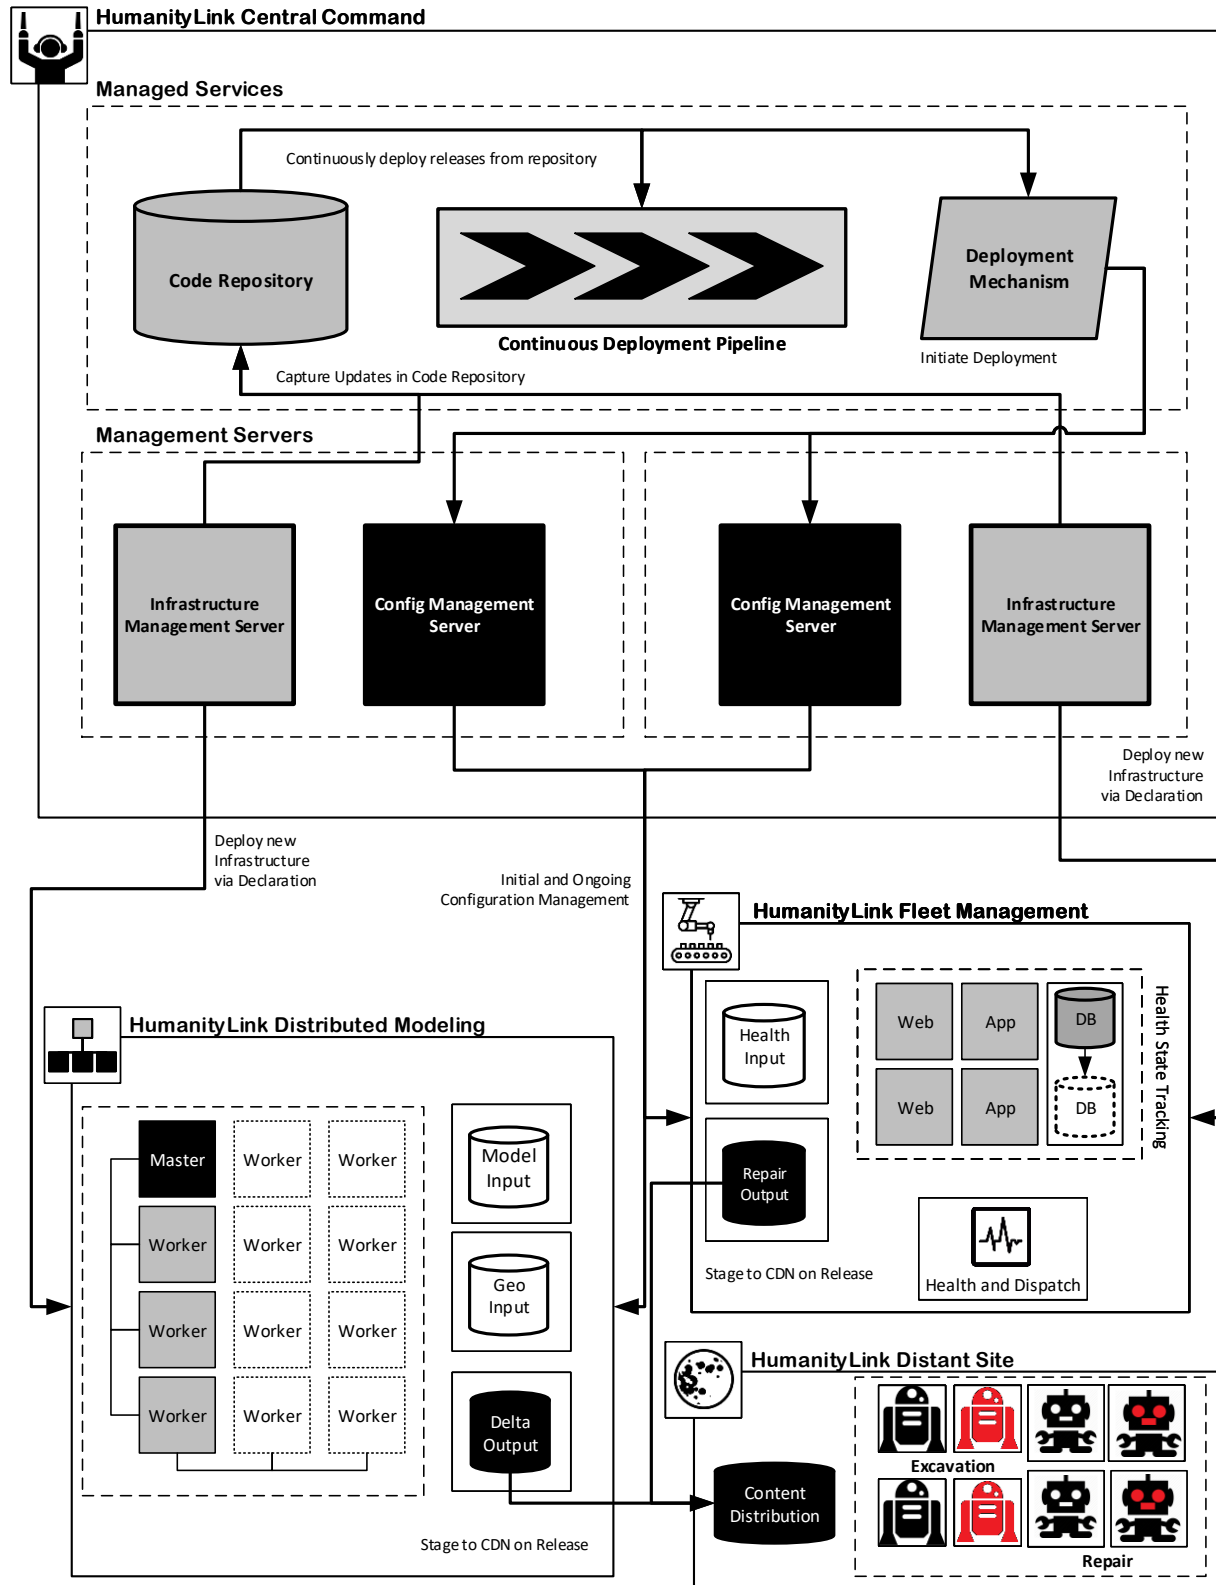 HumanityLink Central Command
Managed Services
Continuously deploy releases from repository
Code Repository
Deployment
Mechanism
Continuous Deployment Pipeline
Initiate Deployment
Capture Updates in Code Repository
Management Servers
Infrastructure
Management Server
Config Management
Server
Config Management
Server
Infrastructure
Management Server
Deploy new
Infrastructure
via Declaration
Deploy new
Infrastructure
via Declaration
Initial and Ongoing
Configuration Management
HumanityLink Fleet Management
Health
Input
Web
App
DB
Web
App
DB
Health State Tracking
Repair
Output
Stage to CDN on Release
Health and Dispatch
HumanityLink Distributed Modeling
Master
Worker
Worker
Worker
Worker
Worker
Worker
Worker
Worker
Worker
Worker
Worker
Model
Input
Geo
Input
Delta
Output
Stage to CDN on Release
HumanityLink Distant Site
Content
Distribution
Excavation
Repair